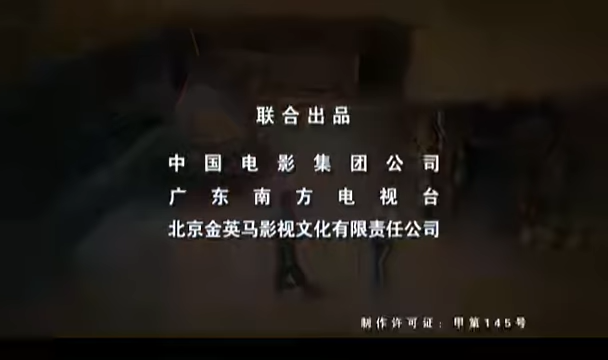 联合出品
中国电影集团公司
广东南方电视台
北京金英马影视文化有限责任公司
制作许可证：甲第145号